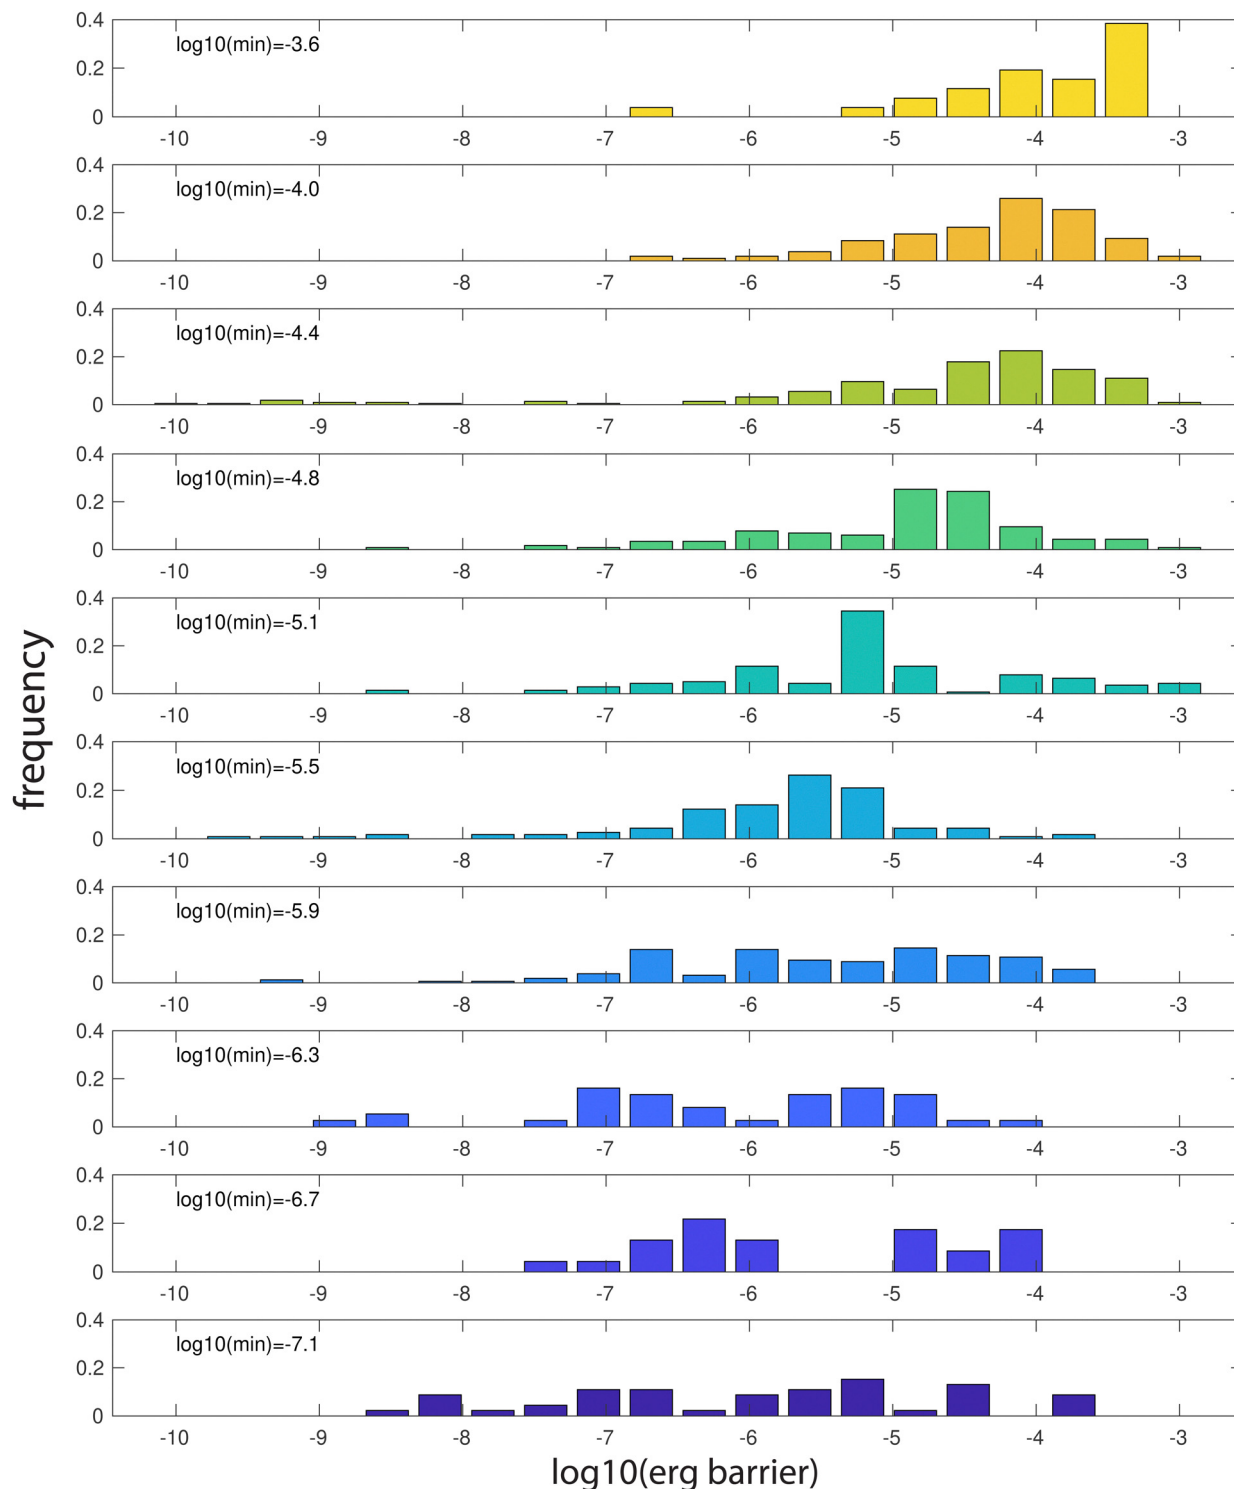 0.4
log10(min)=-3.6
0.2
0
-10 -9 -8 -7 -6 -5 -4 -3
0.4
log10(min)=-4.0
0.2
0
-10 -9 -8 -7 -6 -5 -4 -3
0.4
log10(min)=-4.4
0.2
0
-10 -9 -8 -7 -6 -5 -4 -3
0.4
log10(min)=-4.8
0.2
0
-10 -9 -8 -7 -6 -5 -4 -3
0.4
log10(min)=-5.1
0.2
0
-10 -9 -8 -7 -6 -5 -4 -3
frequency
0.4
log10(min)=-5.5
0.2
0
-10 -9 -8 -7 -6 -5 -4 -3
0.4
log10(min)=-5.9
0.2
0
-10 -9 -8 -7 -6 -5 -4 -3
0.4
log10(min)=-6.3
0.2
0
-10 -9 -8 -7 -6 -5 -4 -3
0.4
log10(min)=-6.7
0.2
0
-10 -9 -8 -7 -6 -5 -4 -3
0.4
log10(min)=-7.1
0.2
0
-10 -9 -8 -7 -6 -5 -4 -3
log10(erg barrier)